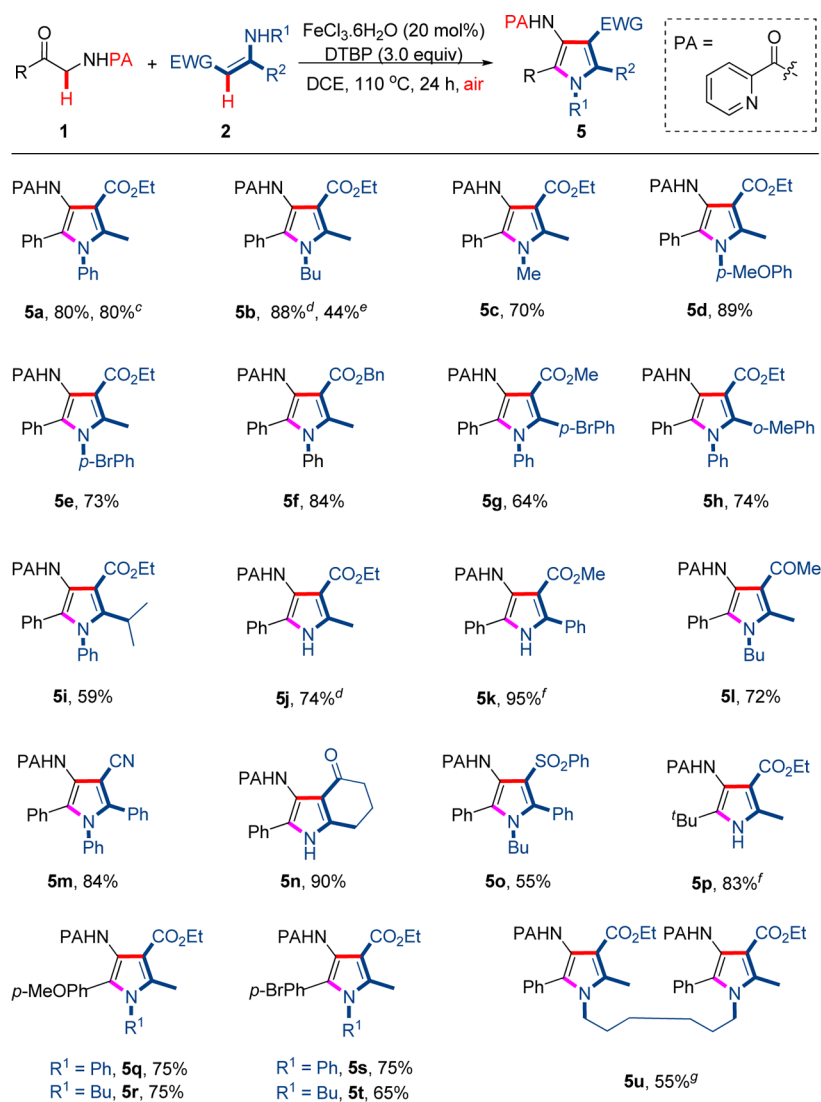 O
R
NHPA
H
1
+
EWG
NHR¹
R²
H
2
FeCl₃.6H₂O (20 mol%)
DTBP (3.0 equiv)
DCE, 110 °C, 24 h, air
PAHN
EWG
R
N
R²
R¹
5
PA =
O
N
PAHN
CO₂Et
Ph
N
Ph
5a, 80%, 80%ᶜ
PAHN
CO₂Et
Ph
N
Bu
5b, 88%ᵈ, 44%ᵉ
PAHN
CO₂Et
Ph
N
Me
5c, 70%
PAHN
CO₂Et
Ph
N
p-MeOPh
5d, 89%
PAHN
CO₂Et
Ph
N
p-BrPh
5e, 73%
PAHN
CO₂Bn
Ph
N
Ph
5f, 84%
PAHN
CO₂Me
Ph
N
p-BrPh
Ph
5g, 64%
PAHN
CO₂Et
Ph
N
o-MePh
Ph
5h, 74%
PAHN
CO₂Et
Ph
N
Ph
5i, 59%
PAHN
CO₂Et
Ph
N
H
5j, 74%ᵈ
PAHN
CO₂Me
Ph
N
H
Ph
5k, 95%ᶠ
PAHN
COMe
Ph
N
Bu
5l, 72%
PAHN
CN
Ph
N
Ph
Ph
5m, 84%
PAHN
O
Ph
N
H
5n, 90%
PAHN
SO₂Ph
Ph
N
Ph
Bu
5o, 55%
PAHN
CO₂Et
ᵗBu
N
H
5p, 83%ᶠ
PAHN
CO₂Et
p-MeOPh
N
R¹
R¹ = Ph, 5q, 75%
R¹ = Bu, 5r, 75%
PAHN
CO₂Et
p-BrPh
N
R¹
R¹ = Ph, 5s, 75%
R¹ = Bu, 5t, 65%
PAHN
CO₂Et
Ph
N
PAHN
CO₂Et
Ph
N
5u, 55%ᵍ